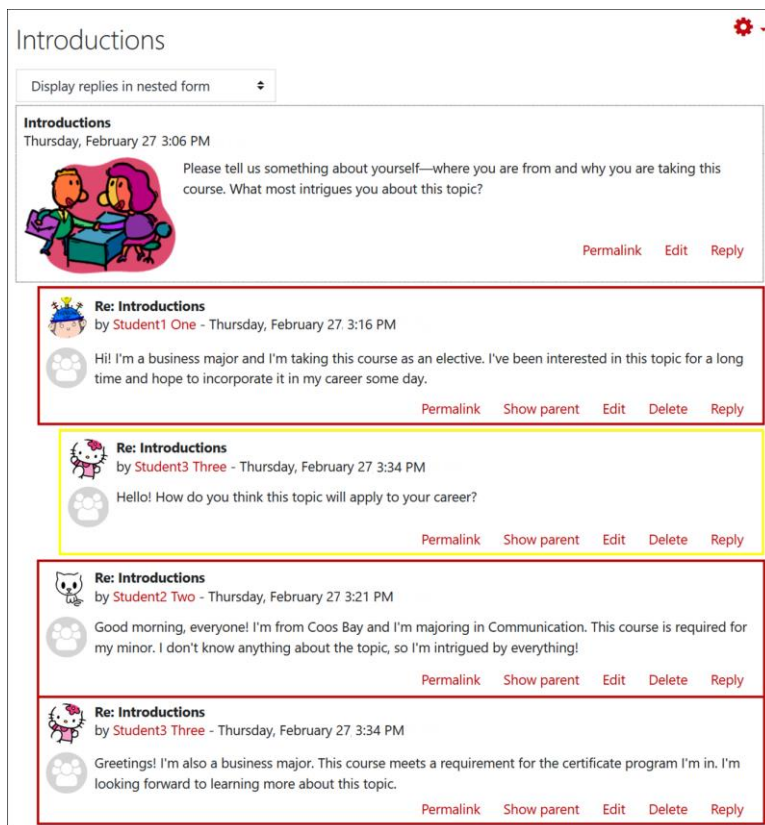 Introductions
Display replies in nested form
Introductions
Thursday, February 27 3:06 PM
Please tell us something about yourself—where you are from and why you are taking this
course. What most intrigues you about this topic?
Permalink Edit Reply
Re: Introductions
by Student1 One - Thursday, February 27, 3:16 PM
Hi! I'm a business major and I'm taking this course as an elective. I've been interested in this topic for a long
time and hope to incorporate it in my career some day.
Permalink Show parent Edit Delete Reply
Re: Introductions
by Student3 Three - Thursday, February 27 3:34 PM
Hello! How do you think this topic will apply to your career?
Permalink Show parent Edit Delete Reply
Re: Introductions
by Student2 Two - Thursday, February 27 3:21 PM
Good morning, everyone! I'm from Coos Bay and I'm majoring in Communication. This course is required for
my minor. I don't know anything about the topic, so I'm intrigued by everything!
Permalink Show parent Edit Delete Reply
Re: Introductions
by Student3 Three - Thursday, February 27, 3:34 PM
Greetings! I'm also a business major. This course meets a requirement for the certificate program I'm in. I'm
looking forward to learning more about this topic.
Permalink Show parent Edit Delete Reply